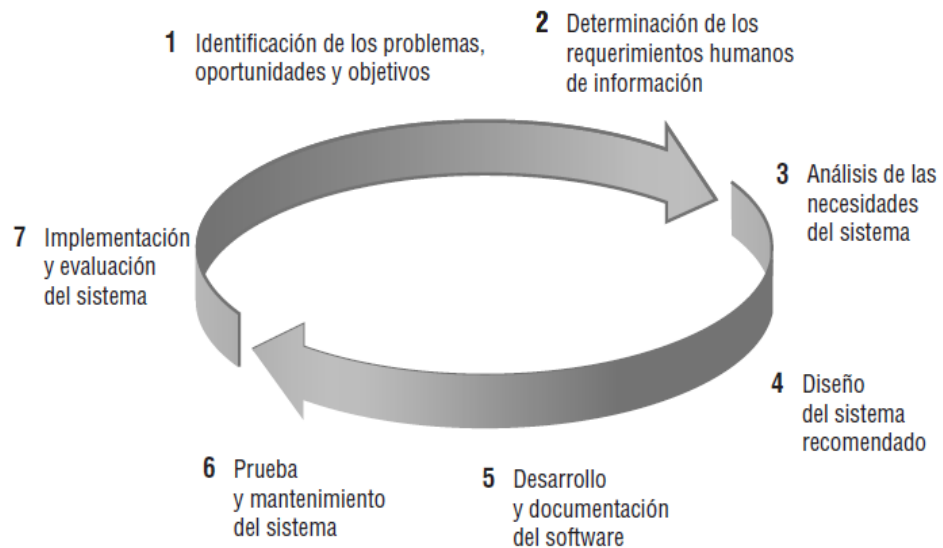 1 Identificación de los problemas,
oportunidades y objetivos
2 Determinación de los
requerimientos humanos
de información
3 Análisis de las
necesidades
del sistema
4 Diseño
del sistema
recomendado
5 Desarrollo
y documentación
del software
6 Prueba
y mantenimiento
del sistema
7 Implementación
y evaluación
del sistema